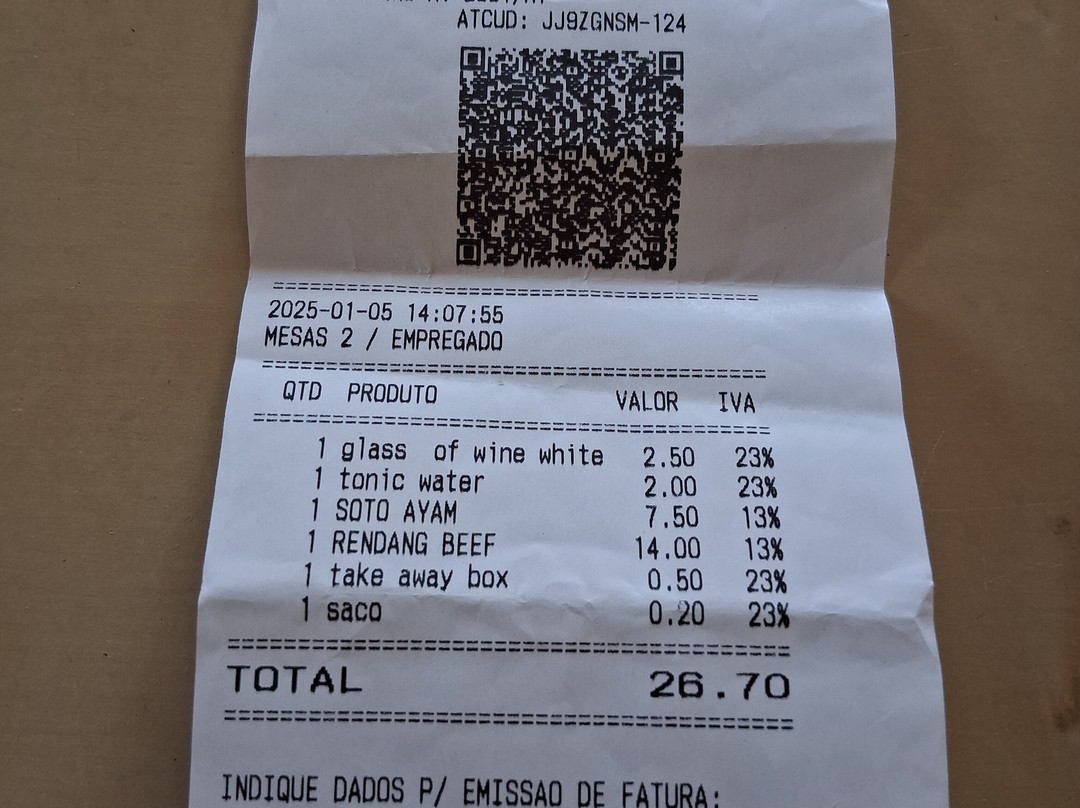 ATCUD: JJ9ZGNSM-124
2025-01-05 14:07:55
MESAS 2 / EMPREGADO
QTD PRODUTO VALOR IVA
1 glass of wine white 2.50 23%
1 tonic water 2.00 23%
1 SOTO AYAM 7.50 13%
1 RENDANG BEEF 14.00 13%
1 take away box 0.50 23%
1 saco 0.20 23%
TOTAL 26.70
INDIQUE DADOS P/ EMISSAO DE FATURA: